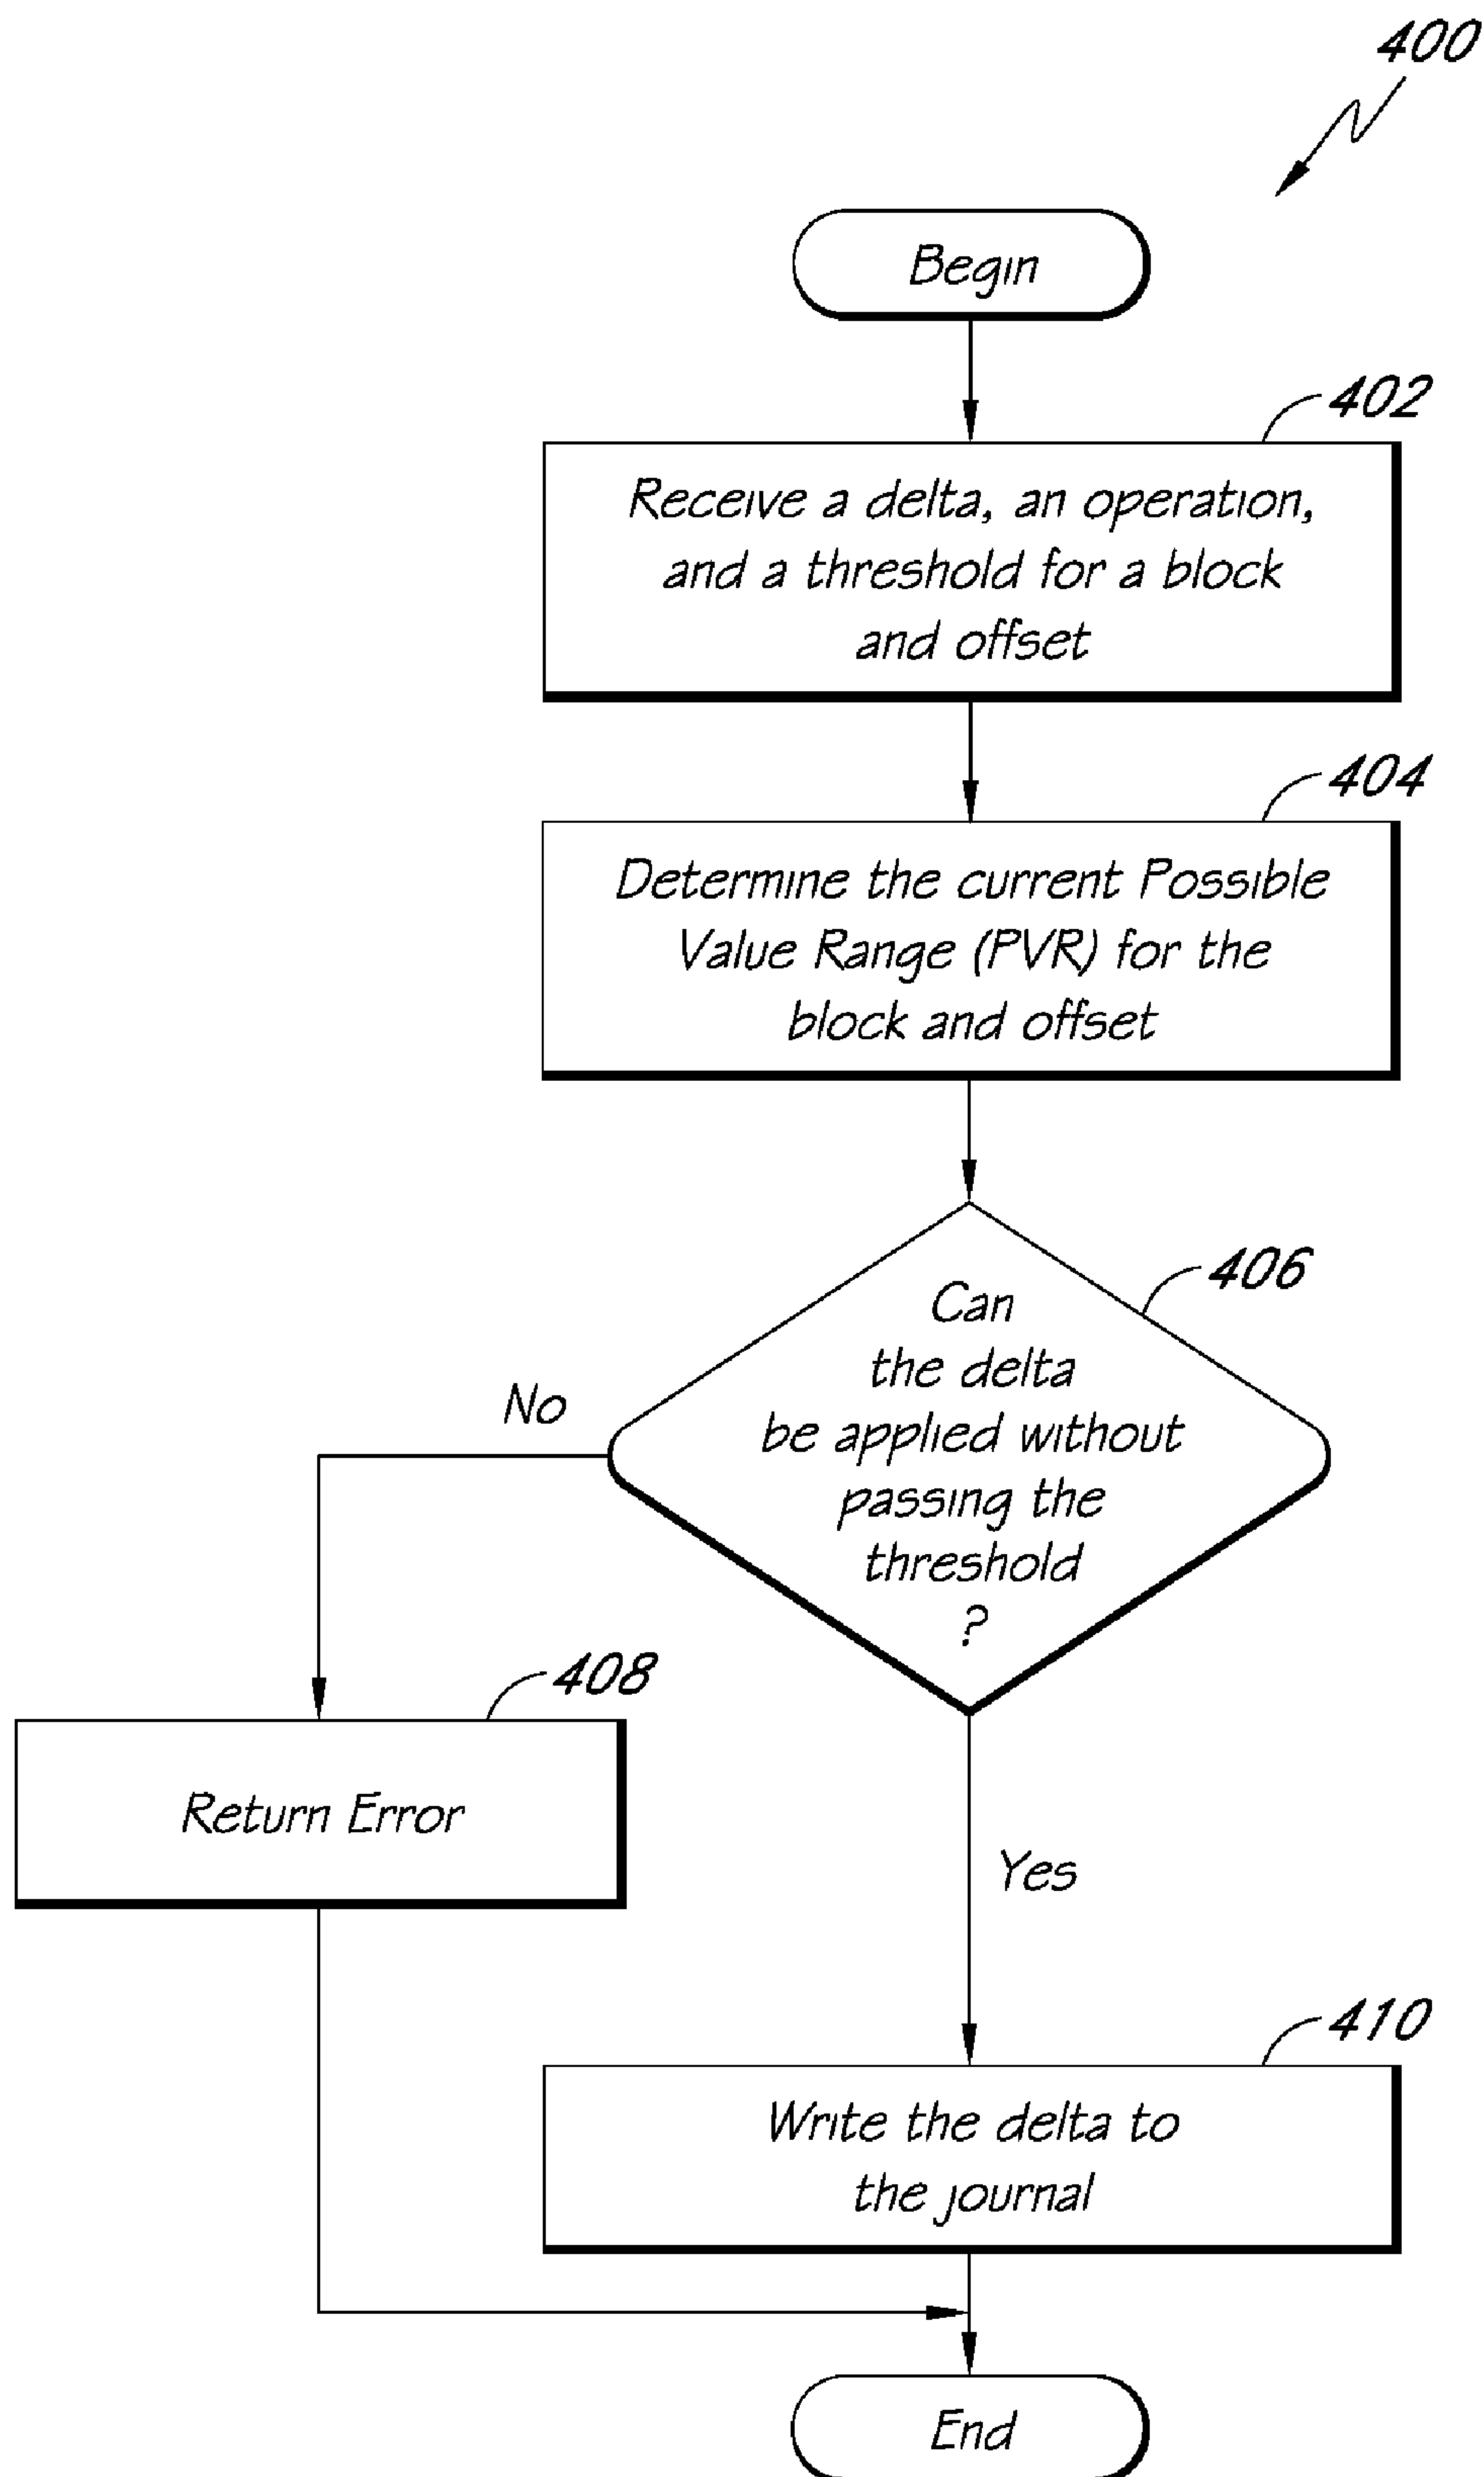 400
Begin
402
Receive a delta, an operation,
and a threshold for a block
and offset
404
Determine the current Possible
Value Range (PVR) for the
block and offset
406
Can
the delta
be applied without
passing the
threshold
?
No
408
Return Error
Yes
410
Write the delta to
the journal
End